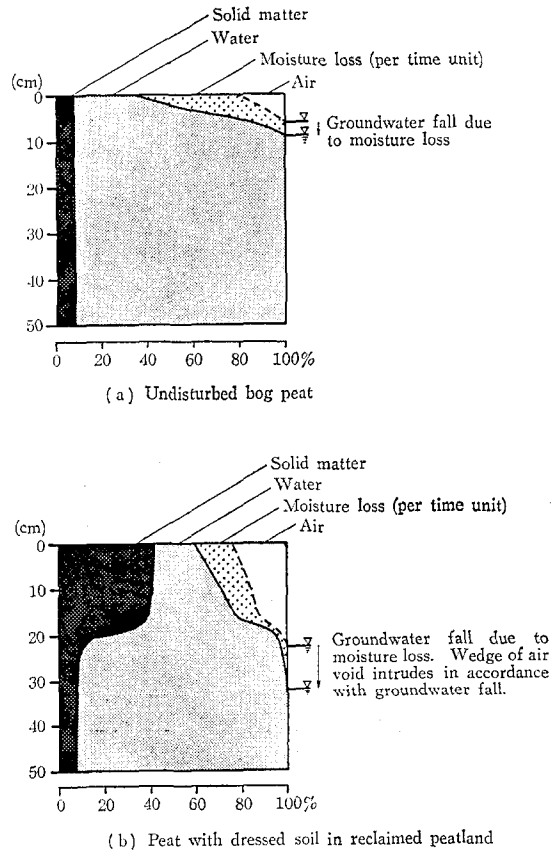 Solid matter
Water
Moisture loss (per time unit)
Air
(cm)
0
10
20
30
40
50
Groundwater fall due
to moisture loss
0 20 40 60 80 100%
(a) Undisturbed bog peat
Solid matter
Water
Moisture loss (per time unit)
Air
(cm)
0
10
20
30
40
50
Groundwater fall due to
moisture loss. Wedge of air
void intrudes in accordance
with groundwater fall.
0 20 40 60 80 100%
(b) Peat with dressed soil in reclaimed peatland